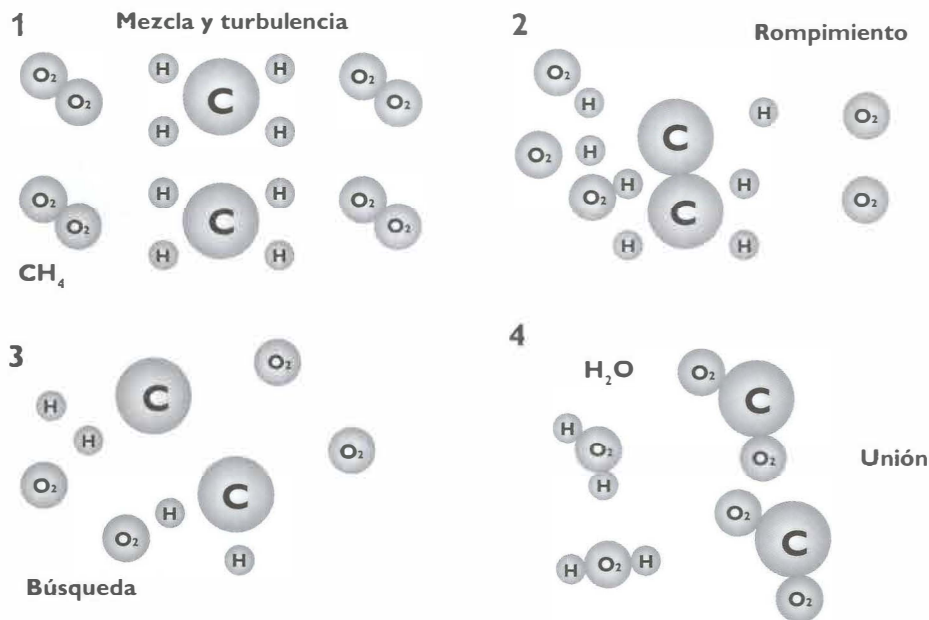 1
Mezcla y turbulencia
O₂ H H O₂
O₂ C O₂
H H
O₂ H H O₂
O₂ C O₂
H H
CH₄
2
Rompimiento
O₂
H H O₂
C
O₂ H
O₂ H H O₂
C
H H
3
O₂
C
H
H
O₂
O₂ C
H
O₂
H
Búsqueda
4
H₂O O₂
C
H
O₂ O₂ Unión
H
O₂
C
H O₂ H
O₂